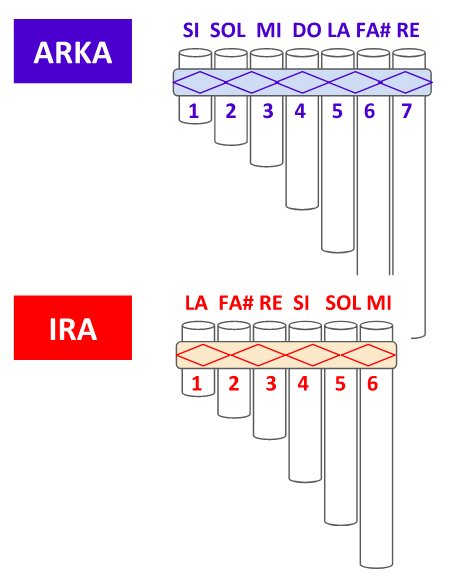 ARKA
SI SOL MI DO LA FA# RE
1 2 3 4 5 6 7
IRA
LA FA# RE SI SOL MI
1 2 3 4 5 6